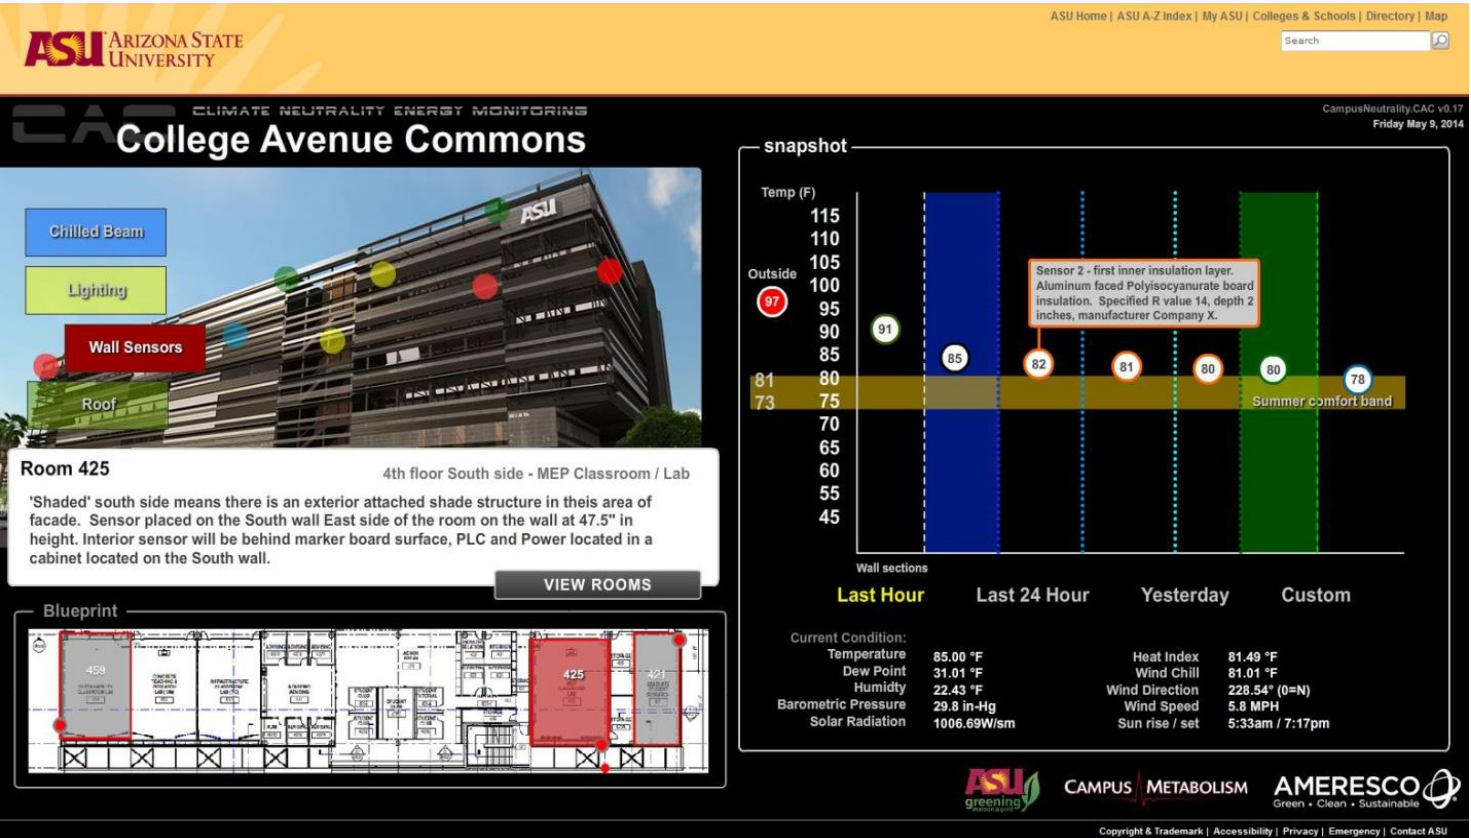 ASU Home | ASU A-Z Index | My ASU | Colleges & Schools | Directory | Map
ASU ARIZONA STATE
UNIVERSITY
Search
CAC CLIMATE NEUTRALITY ENERGY MONITORING
College Avenue Commons
CampusNeutrality.CAC v0.17
Friday May 9, 2014
ASU
Chilled Beam
Lighting
Wall Sensors
Roof
Room 425
4th floor South side - MEP Classroom / Lab
'Shaded' south side means there is an exterior attached shade structure in theis area of
facade. Sensor placed on the South wall East side of the room on the wall at 47.5" in
height. Interior sensor will be behind marker board surface, PLC and Power located in a
cabinet located on the South wall.
VIEW ROOMS
Blueprint
459
425
421
snapshot
Temp (F)
115
110
105
100
95
90
85
80
75
70
65
60
55
45
Outside
97
81
73
91
85
82
81
80
80
78
Sensor 2 - first inner insulation layer.
Aluminum faced Polyisocyanurate board
insulation. Specified R value 14, depth 2
inches, manufacturer Company X.
Summer comfort band
Wall sections
Last Hour Last 24 Hour Yesterday Custom
Current Condition:
Temperature 85.00 °F
Dew Point 31.01 °F
Humidity 22.43 °F
Barometric Pressure 29.8 in-Hg
Solar Radiation 1006.69W/sm
Heat Index 81.49 °F
Wind Chill 81.01 °F
Wind Direction 228.54° (0=N)
Wind Speed 5.8 MPH
Sun rise / set 5:33am / 7:17pm
ASU
greening
maroon & gold
CAMPUS METABOLISM
AMERESCO
Green • Clean • Sustainable
Copyright & Trademark | Accessibility | Privacy | Emergency | Contact ASU